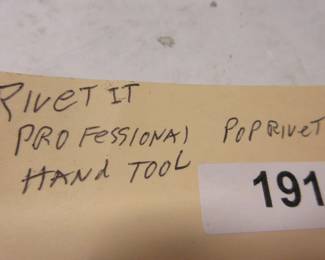 RIVET IT
PROFESSIONAL POP RIVET
HAND TOOL
191